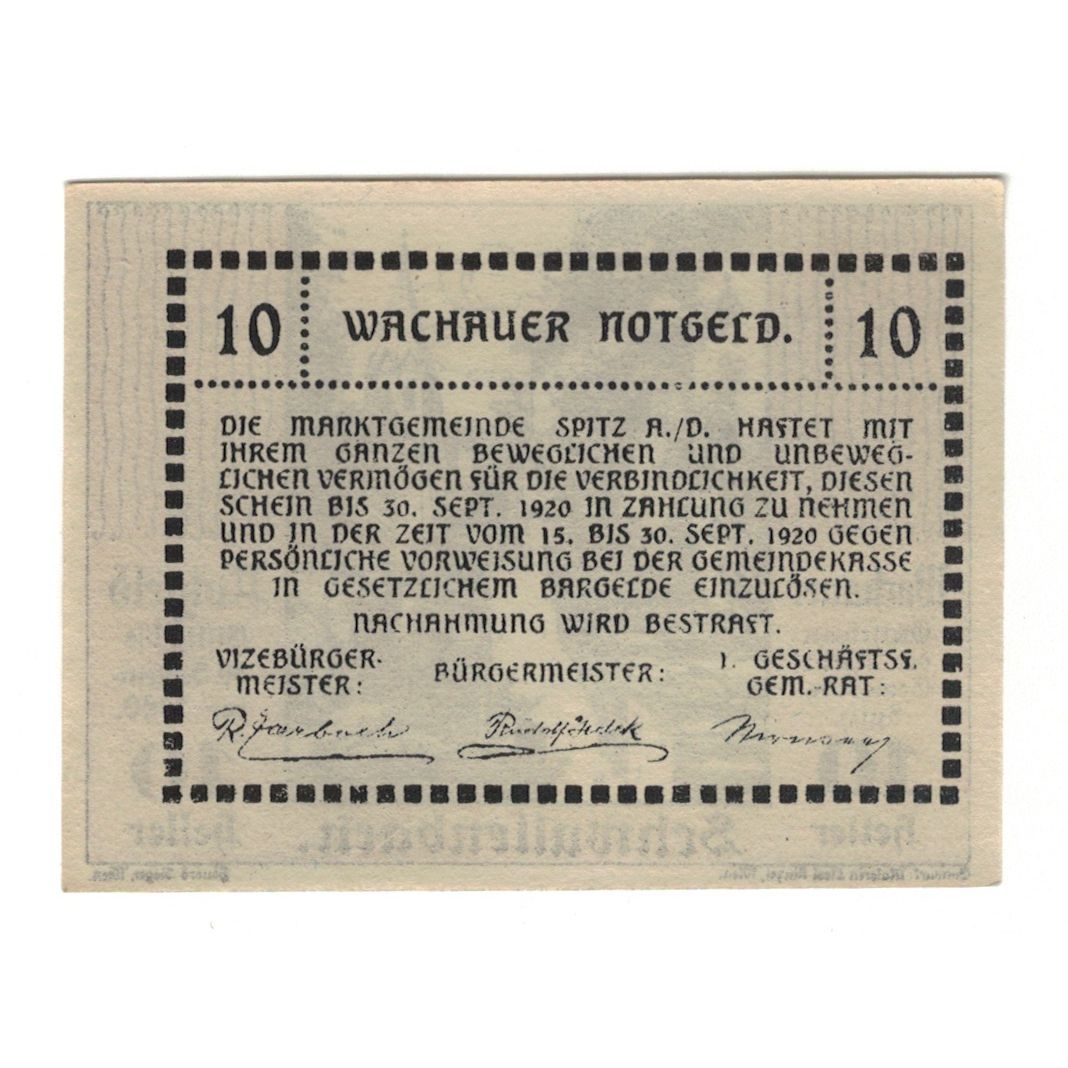 10 WACHAUER NOTGELD. 10
DIE MARKTGEMEINDE SPITZ A./D. HAFTET MIT
IHREM GANZEN BEWEGLICHEN UND UNBEWEG-
LICHEN VERMÖGEN FÜR DIE VERBINDLICHKEIT, DIESEN
SCHEIN BIS 30. SEPT. 1920 IN ZAHLUNG ZU NEHMEN
UND IN DER ZEIT VOM 15. BIS 30. SEPT. 1920 GEGEN
PERSÖNLICHE VORWEISUNG BEI DER GEMEINDEKASSE
IN GESETZLICHEM BARGELDE EINZULÖSEN.
NACHAHMUNG WIRD BESTRAFT.
VIZEBÜRGER-
MEISTER:
BÜRGERMEISTER:
1. GESCHÄFTSF.
GEM.-RAT:
heller
heller